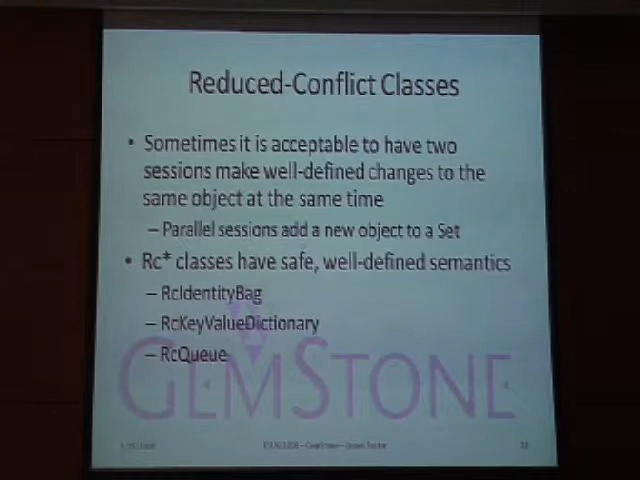 Reduced-Conflict Classes
• Sometimes it is acceptable to have two
sessions make well-defined changes to the
same object at the same time
– Parallel sessions add a new object to a Set
• Rc* classes have safe, well-defined semantics
– RcIdentityBag
– RcKeyValueDictionary
– RcQueue
GEMSTONE